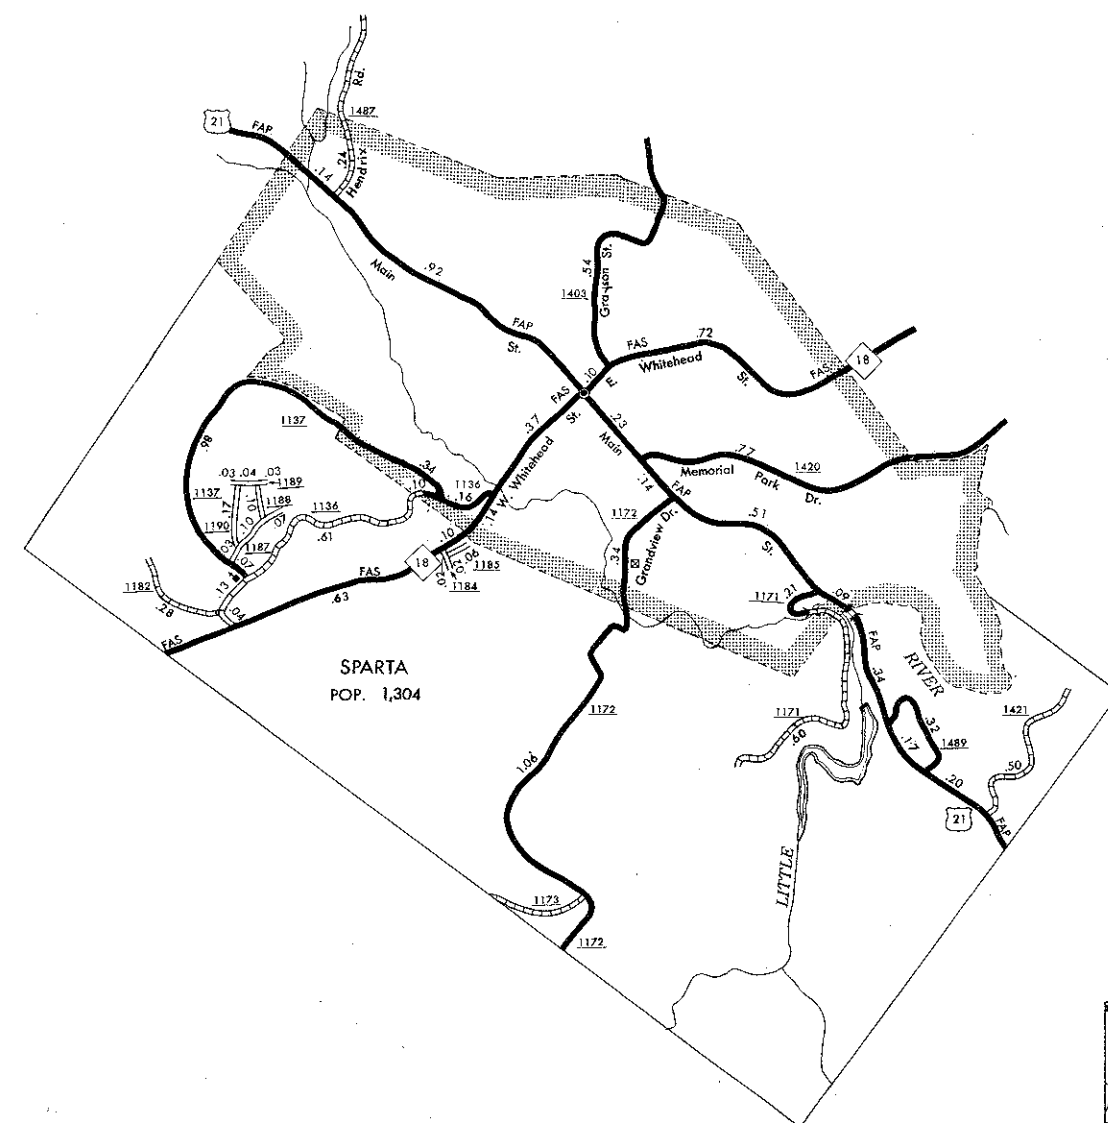 Rd.
1487
21
FAP
.24
Hendrix
.14
Main
.92
FAP
St.
.54
Grayson St.
1403
FAS
.72
Whitehead
St.
FAS
18
.10
E
FAS
St.
.37
W. Whitehead
.23
Main
.14
FAP
.77
Memorial Park Dr.
1420
1137
.98
.34
.03 .04 .03
1189
1137
.17
.11
.10
1188
.10
.07
1136
.61
.10
1136
.16
.14
1190
.03
1187
.07
.10
18
.06
.02
1185
.02
1184
1172
.34
Grandview Dr.
.51
St.
1182
.28
.13
.04
FAS
.63
FAS
1171
.21
.09
FAP
.34
RIVER
SPARTA
POP. 1,304
1172
1171
.60
.32
.17
1489
1421
.50
.20
21
FAP
1.06
LITTLE
1173
1172